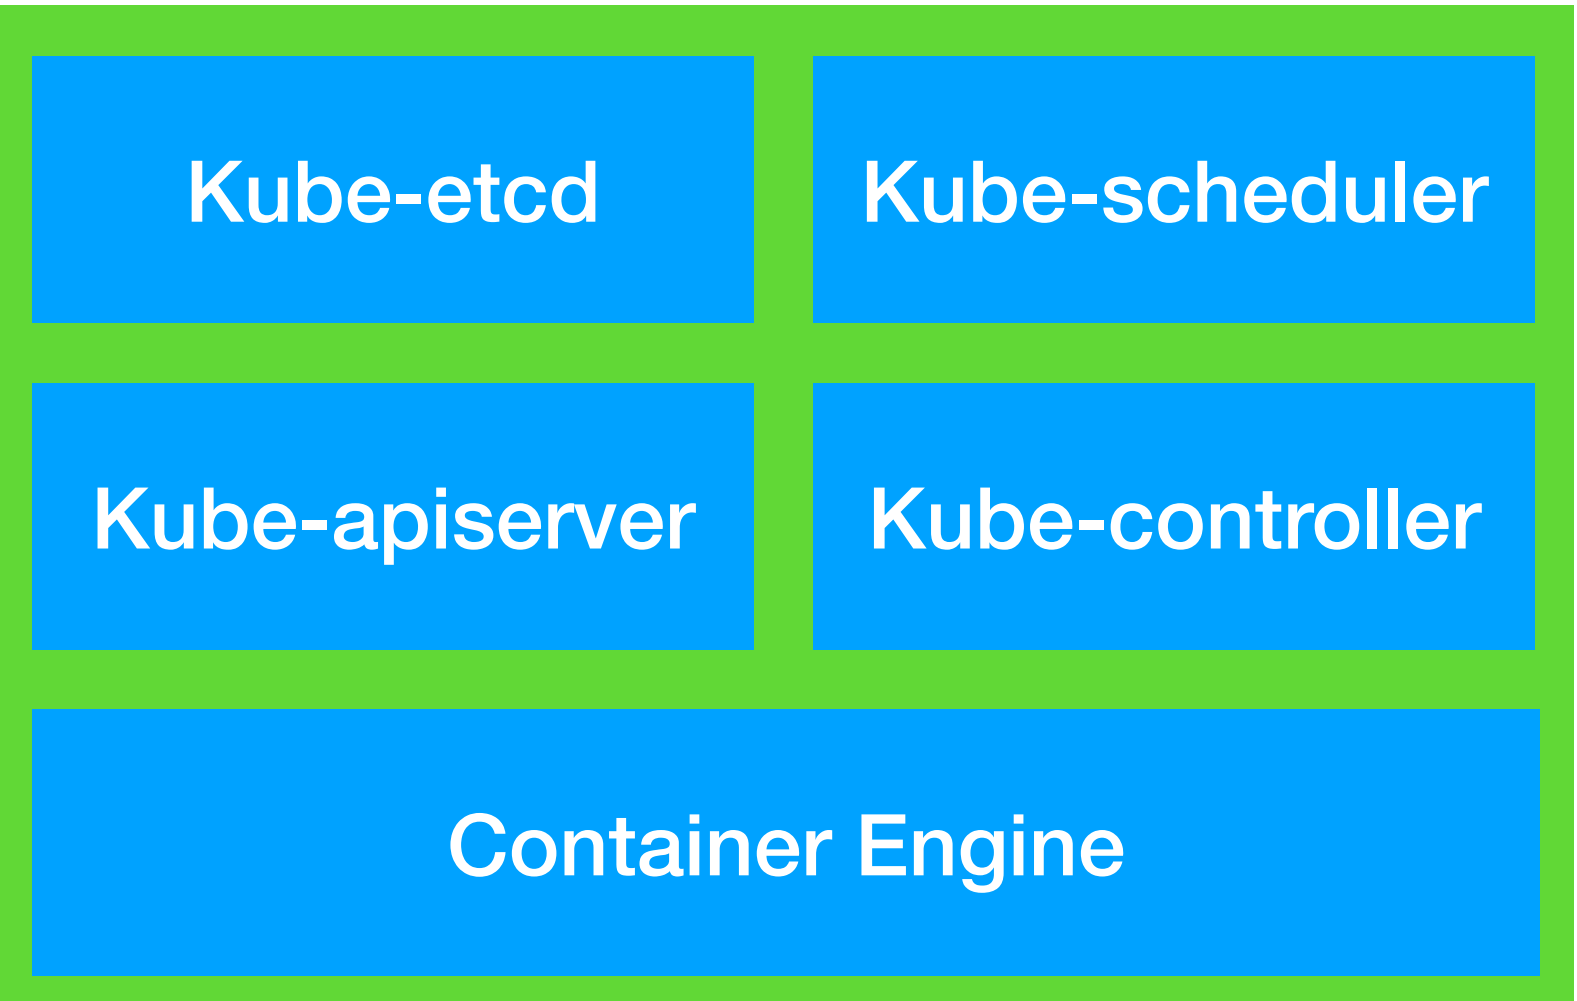 Kube-etcd
Kube-scheduler
Kube-apiserver
Kube-controller
Container Engine